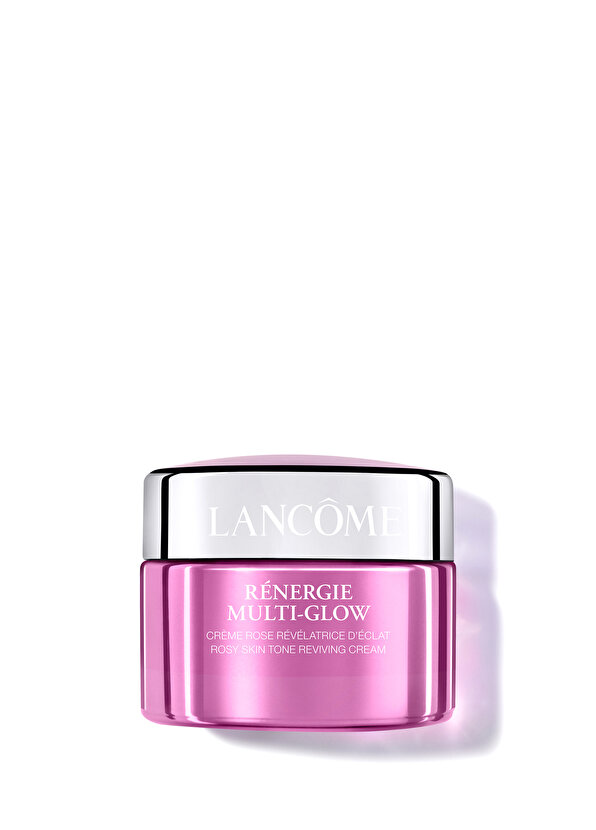 LANCÔME
RÉNERGIE
MULTI-GLOW
CRÈME ROSE RÉVÉLATRICE D'ÉCLAT
ROSY SKIN TONE REVIVING CREAM